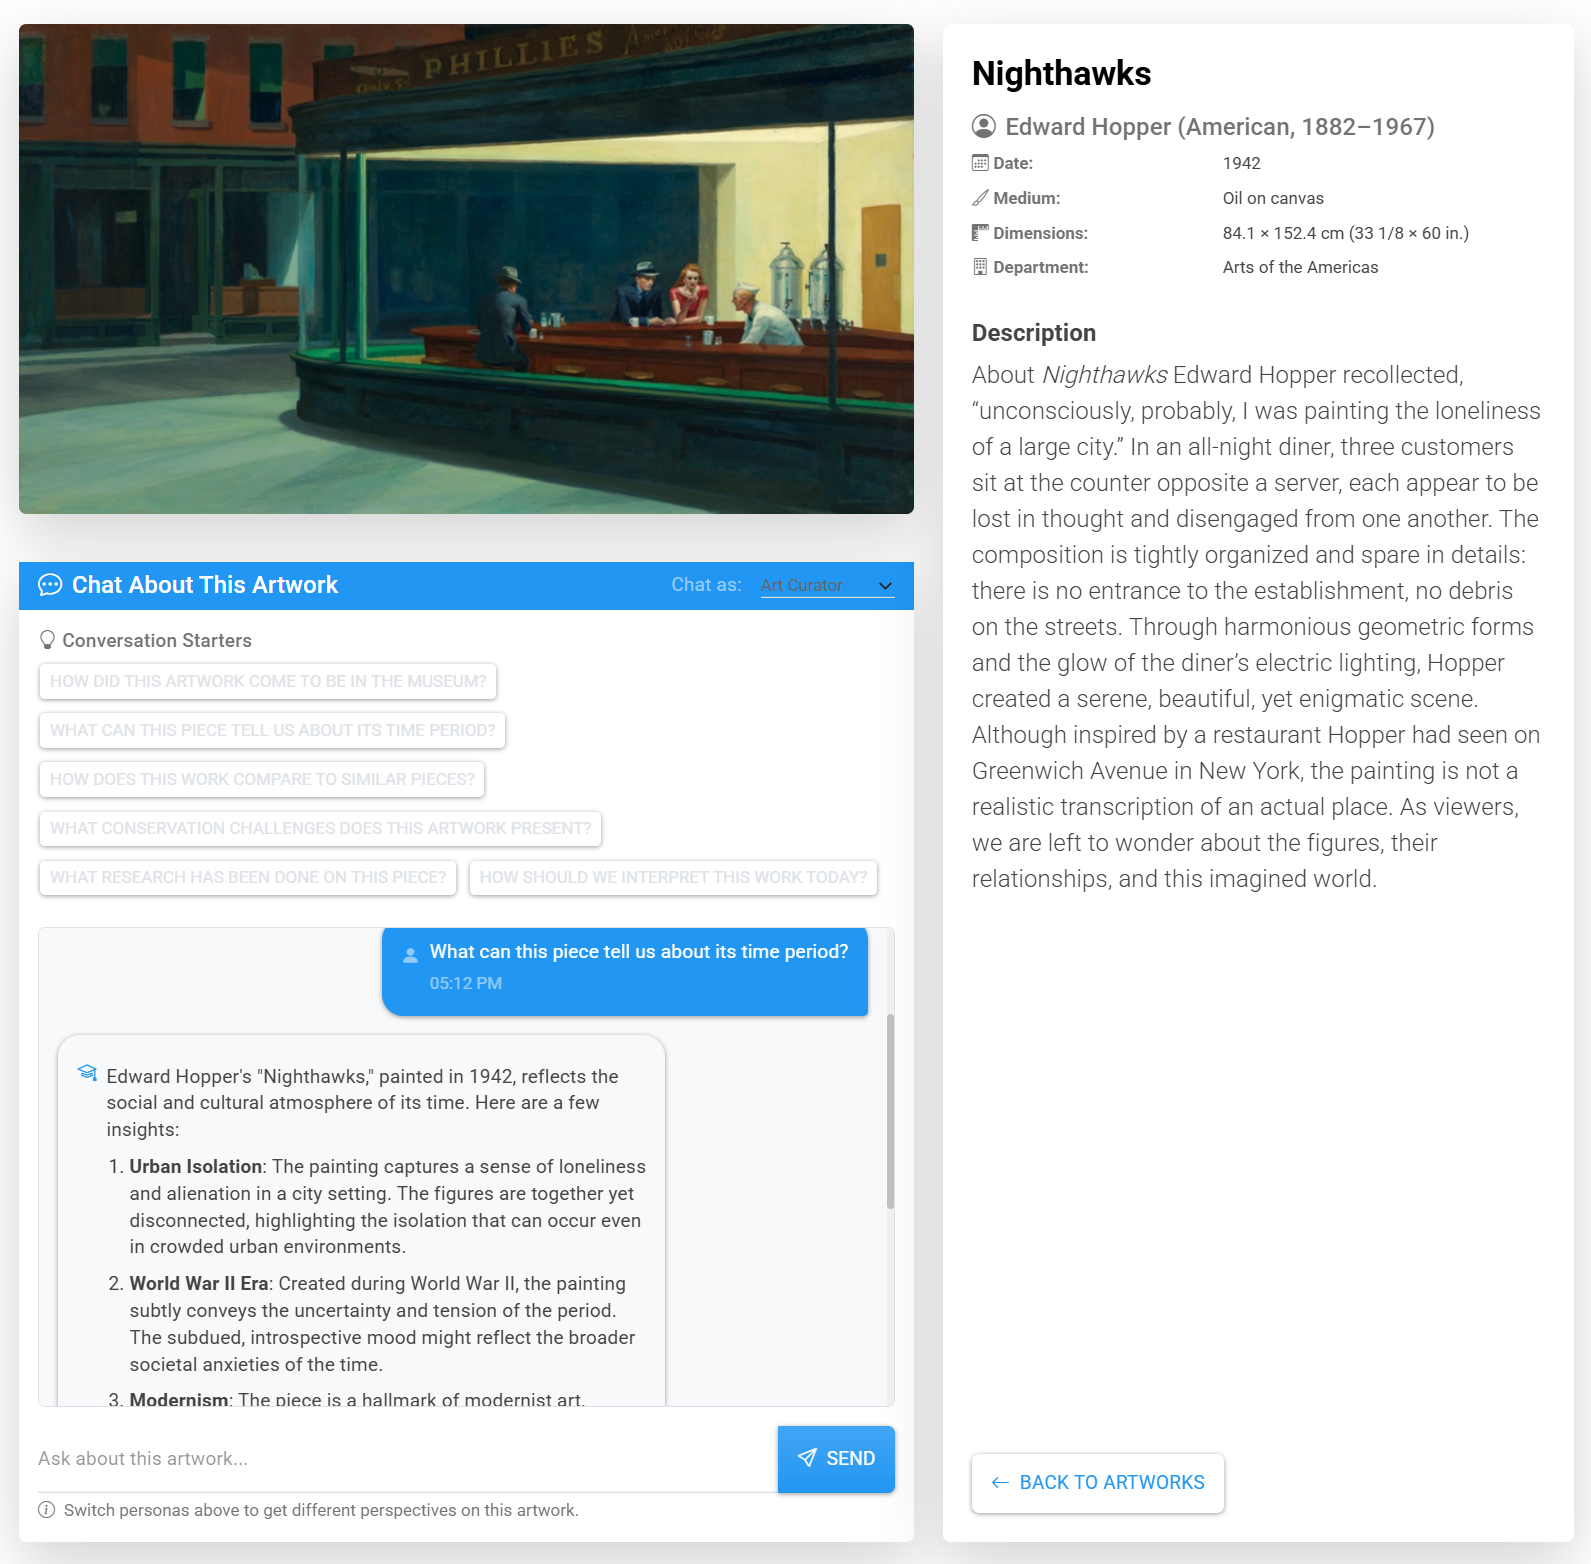 PHILLIES
Only 5¢
Nighthawks
Edward Hopper (American, 1882–1967)
Date: 1942
Medium: Oil on canvas
Dimensions: 84.1 × 152.4 cm (33 1/8 × 60 in.)
Department: Arts of the Americas
Description
About Nighthawks Edward Hopper recollected,
“unconsciously, probably, I was painting the loneliness
of a large city.” In an all-night diner, three customers
sit at the counter opposite a server, each appear to be
lost in thought and disengaged from one another. The
composition is tightly organized and spare in details:
there is no entrance to the establishment, no debris
on the streets. Through harmonious geometric forms
and the glow of the diner’s electric lighting, Hopper
created a serene, beautiful, yet enigmatic scene.
Although inspired by a restaurant Hopper had seen on
Greenwich Avenue in New York, the painting is not a
realistic transcription of an actual place. As viewers,
we are left to wonder about the figures, their
relationships, and this imagined world.
BACK TO ARTWORKS
Chat About This Artwork
Chat as: Art Curator
Conversation Starters
HOW DID THIS ARTWORK COME TO BE IN THE MUSEUM?
WHAT CAN THIS PIECE TELL US ABOUT ITS TIME PERIOD?
HOW DOES THIS WORK COMPARE TO SIMILAR PIECES?
WHAT CONSERVATION CHALLENGES DOES THIS ARTWORK PRESENT?
WHAT RESEARCH HAS BEEN DONE ON THIS PIECE? HOW SHOULD WE INTERPRET THIS WORK TODAY?
What can this piece tell us about its time period?
05:12 PM
Edward Hopper's "Nighthawks," painted in 1942, reflects the
social and cultural atmosphere of its time. Here are a few
insights:
1. Urban Isolation: The painting captures a sense of loneliness
and alienation in a city setting. The figures are together yet
disconnected, highlighting the isolation that can occur even
in crowded urban environments.
2. World War II Era: Created during World War II, the painting
subtly conveys the uncertainty and tension of the period.
The subdued, introspective mood might reflect the broader
societal anxieties of the time.
3. Modernism: The piece is a hallmark of modernist art.
Ask about this artwork...
SEND
Switch personas above to get different perspectives on this artwork.